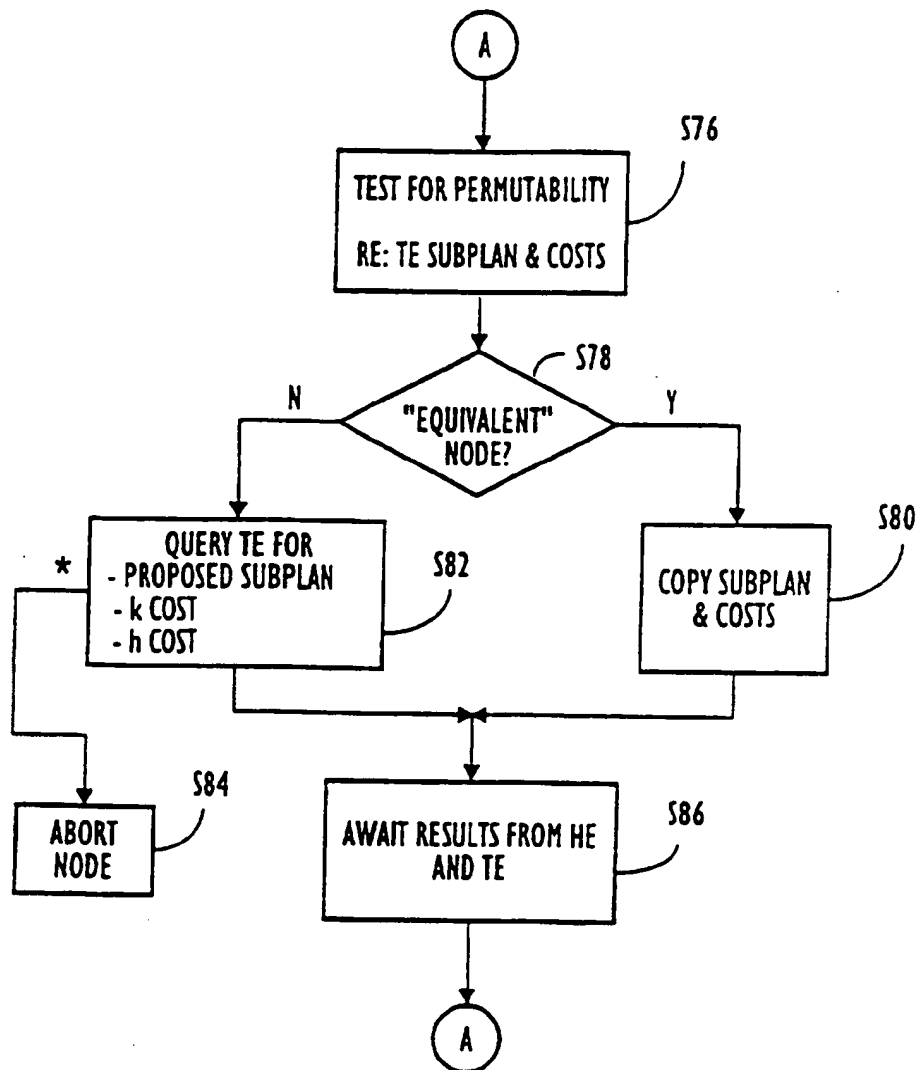 A
S76
TEST FOR PERMUTABILITY
RE: TE SUBPLAN & COSTS
S78
N
"EQUIVALENT"
NODE?
Y
S80
*
QUERY TE FOR
- PROPOSED SUBPLAN
- k COST
- h COST
S82
COPY SUBPLAN
& COSTS
S84
ABORT
NODE
AWAIT RESULTS FROM HE
AND TE
S86
A